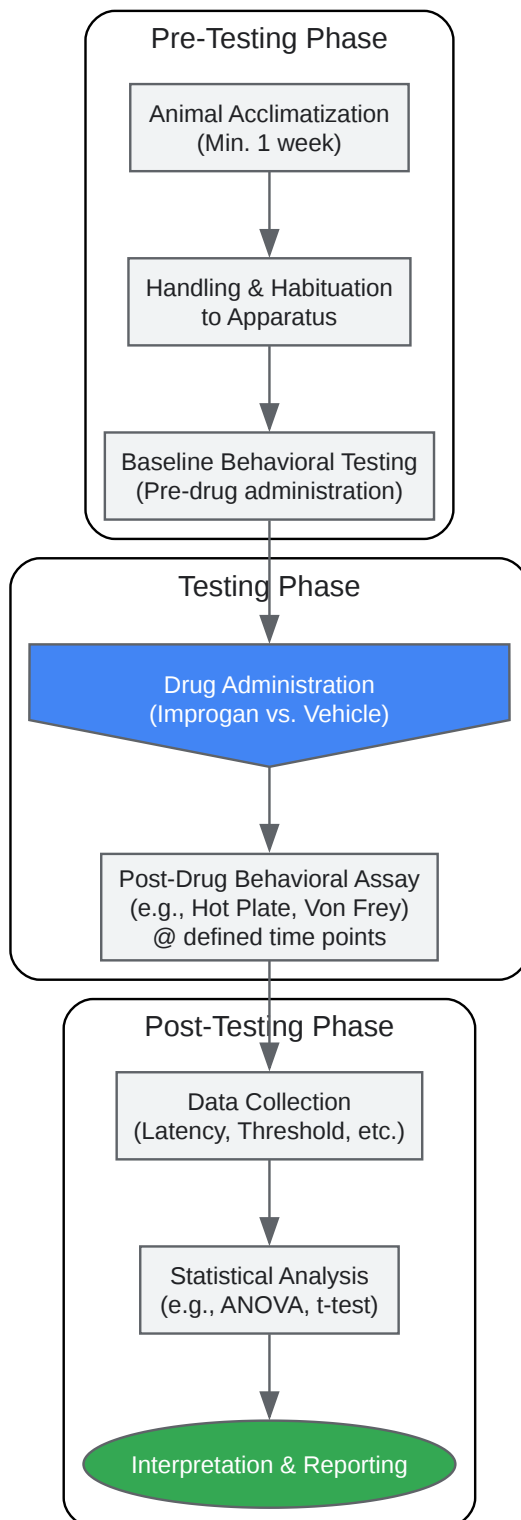 Pre-Testing Phase
Animal Acclimatization
(Min. 1 week)
Handling & Habituation
to Apparatus
Baseline Behavioral Testing
(Pre-drug administration)
Testing Phase
Drug Administration
(Improgan vs. Vehicle)
Post-Drug Behavioral Assay
(e.g., Hot Plate, Von Frey)
@ defined time points
Post-Testing Phase
Data Collection
(Latency, Threshold, etc.)
Statistical Analysis
(e.g., ANOVA, t-test)
Interpretation & Reporting